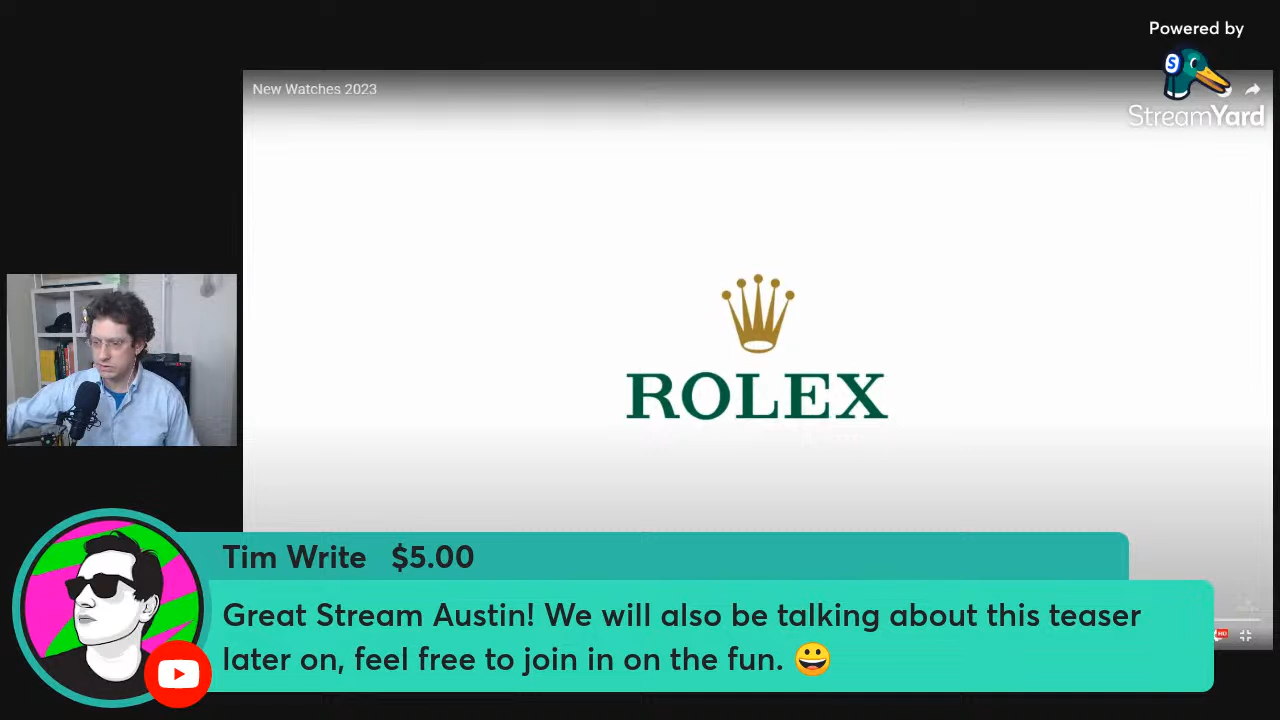 Powered by
StreamYard
New Watches 2023
ROLEX
Tim Write $5.00
Great Stream Austin! We will also be talking about this teaser
later on, feel free to join in on the fun. 😀